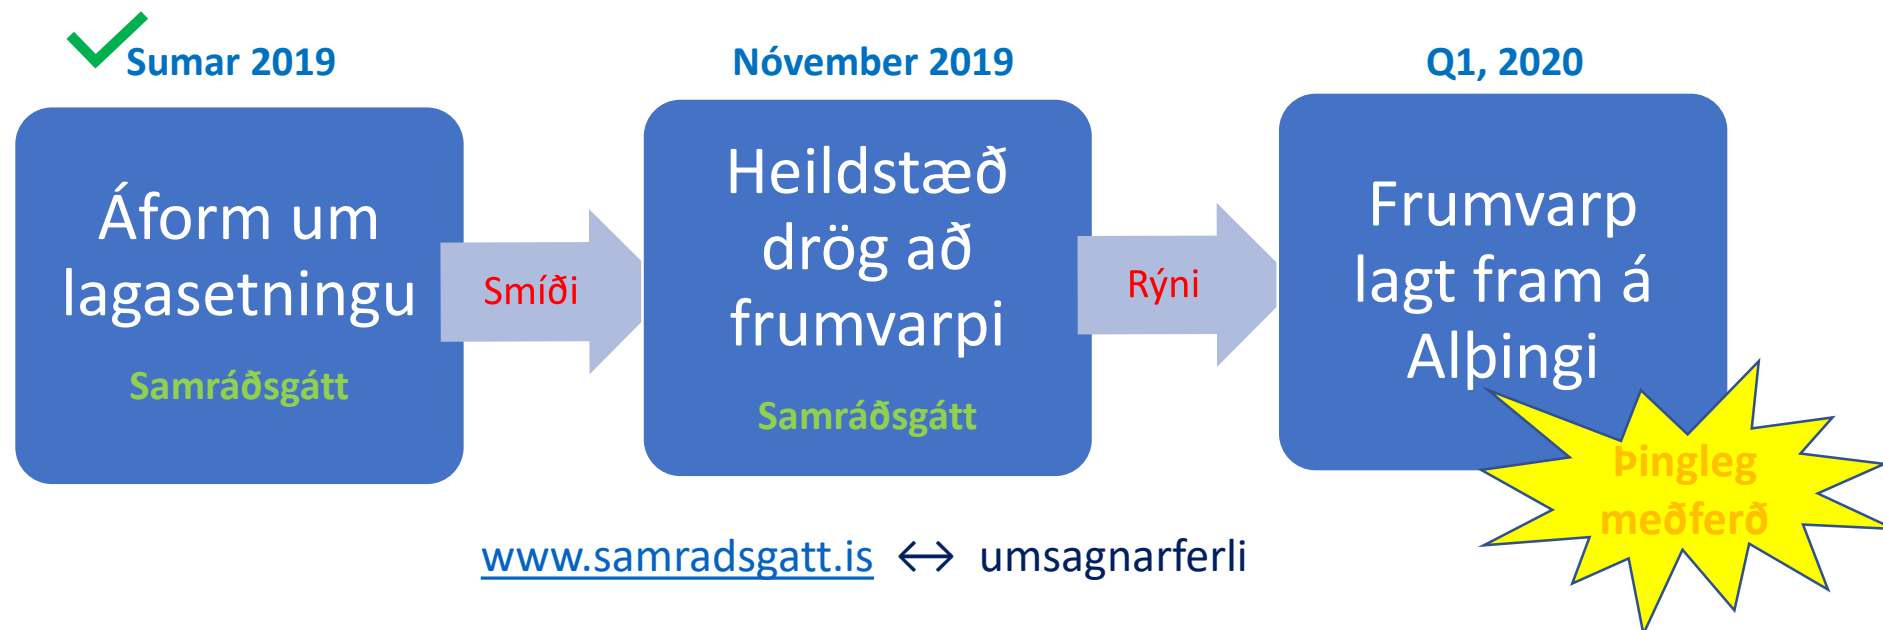 Sumar 2019
Áform um
lagasetningu
Samráðsgátt
Smíði
Nóvember 2019
Heildstæð
drög að
frumvarpi
Samráðsgátt
Rýni
Q1, 2020
Frumvarp
lagt fram á
Alþingi
Þingleg
meðferð
www.samradsgatt.is ↔ umsagnarferli